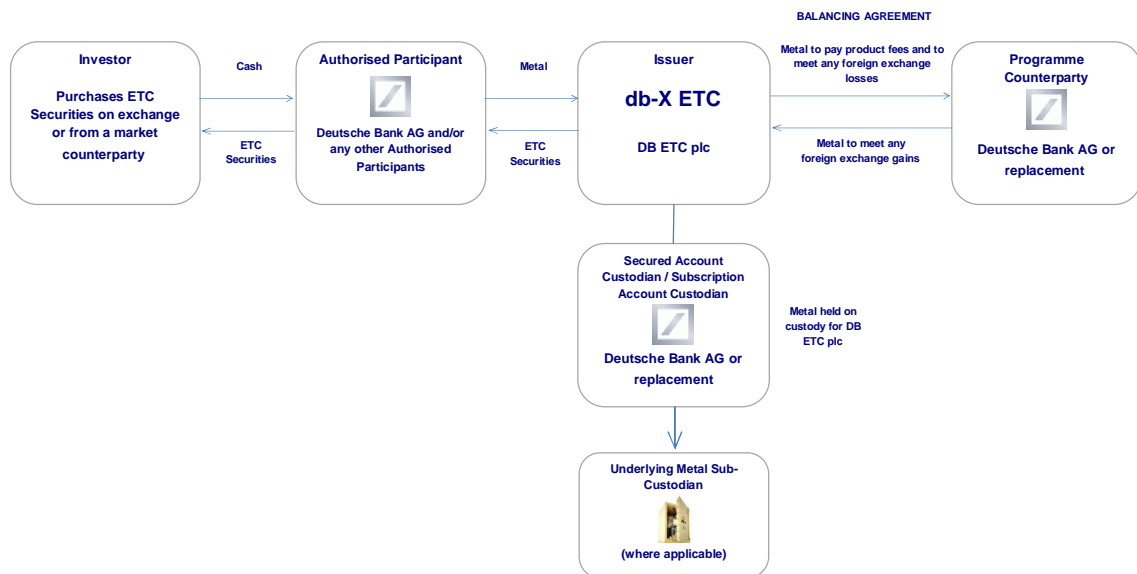 BALANCING AGREEMENT
Investor
Purchases ETC
Securities on exchange
or from a market
counterparty
Cash
ETC
Securities
Authorised Participant
Deutsche Bank AG and/or
any other Authorised
Participants
Metal
ETC
Securities
Issuer
db-X ETC
DB ETC plc
Metal to pay product fees and to
meet any foreign exchange
losses
Metal to meet any
foreign exchange gains
Programme
Counterparty
Deutsche Bank AG or
replacement
Secured Account
Custodian / Subscription
Account Custodian
Deutsche Bank AG or
replacement
Metal held on
custody for DB
ETC plc
Underlying Metal Sub-
Custodian
(where applicable)